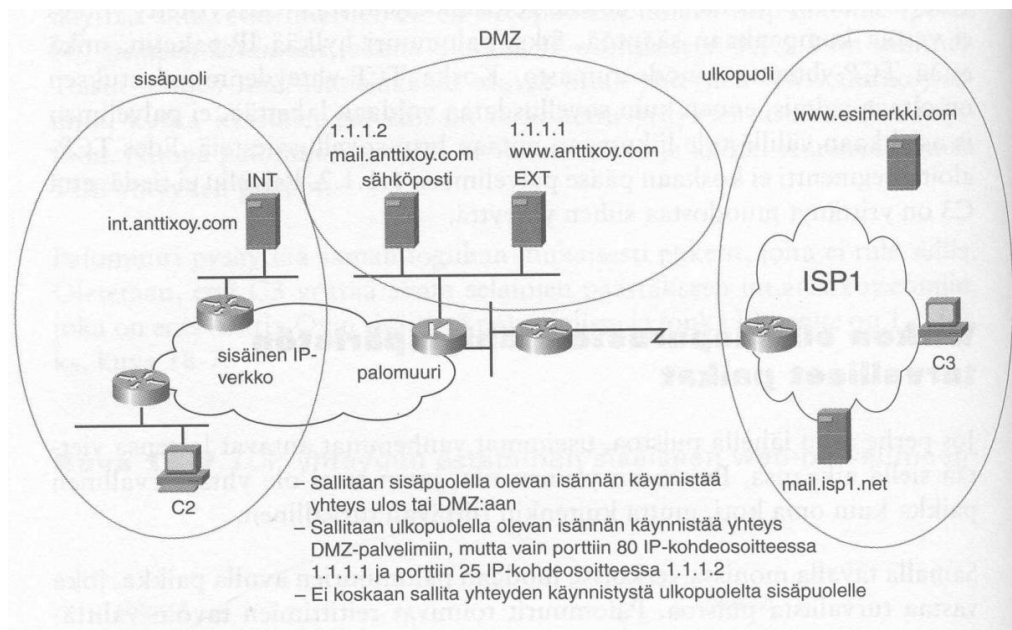 DMZ
sisäpuoli
ulkopuoli
1.1.1.2
1.1.1.1
www.esimerkki.com
mail.anttixoy.com
www.anttixoy.com
INT
sähköposti
EXT
int.anttixoy.com
ISP1
sisäinen IP-
verkko
palomuuri
C3
C2
mail.isp1.net
– Sallitaan sisäpuolella olevan isännän käynnistää
yhteys ulos tai DMZ:aan
– Sallitaan ulkopuolella olevan isännän käynnistää yhteys
DMZ-palvelimiin, mutta vain porttiin 80 IP-kohdeosoitteessa
1.1.1.1 ja porttiin 25 IP-kohdeosoitteessa 1.1.1.2
– Ei koskaan sallita yhteyden käynnistystä ulkopuolelta sisäpuolelle